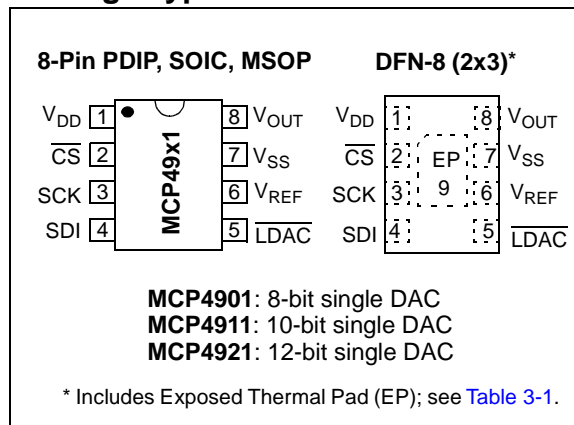 8-Pin PDIP, SOIC, MSOP
VDD 1 8 VOUT
CS 2 7 VSS
SCK 3 6 VREF
SDI 4 5 LDAC
MCP49x1
DFN-8 (2x3)*
VDD 1 8 VOUT
CS 2 EP 7 VSS
SCK 3 9 6 VREF
SDI 4 5 LDAC
MCP4901: 8-bit single DAC
MCP4911: 10-bit single DAC
MCP4921: 12-bit single DAC
* Includes Exposed Thermal Pad (EP); see Table 3-1.